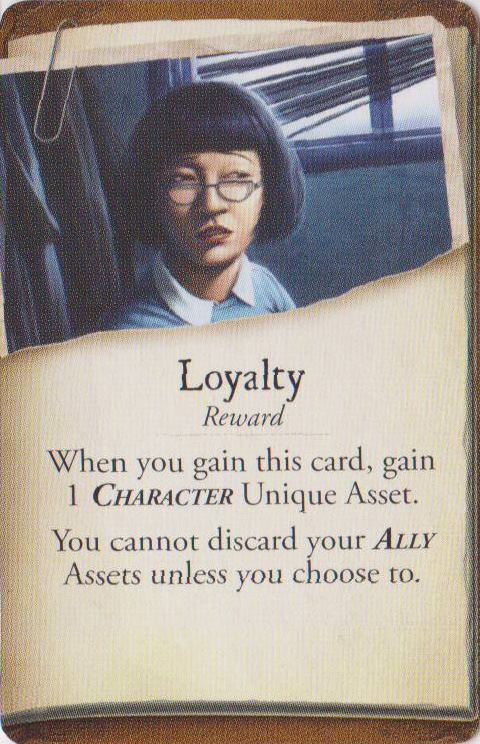 Loyalty
Reward
When you gain this card, gain
1 CHARACTER Unique Asset.
You cannot discard your ALLY
Assets unless you choose to.